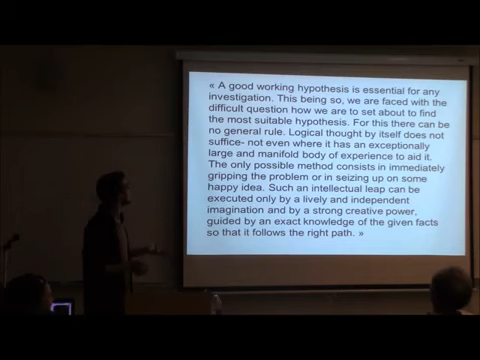 « A good working hypothesis is essential for any
investigation. This being so, we are faced with the
difficult question how we are to set about to find
the most suitable hypothesis. For this there can be
no general rule. Logical thought by itself does not
suffice- not even where it has an exceptionally
large and manifold body of experience to aid it.
The only possible method consists in immediately
gripping the problem or in seizing up on some
happy idea. Such an intellectual leap can be
executed only by a lively and independent
imagination and by a strong creative power,
guided by an exact knowledge of the given facts
so that it follows the right path. »